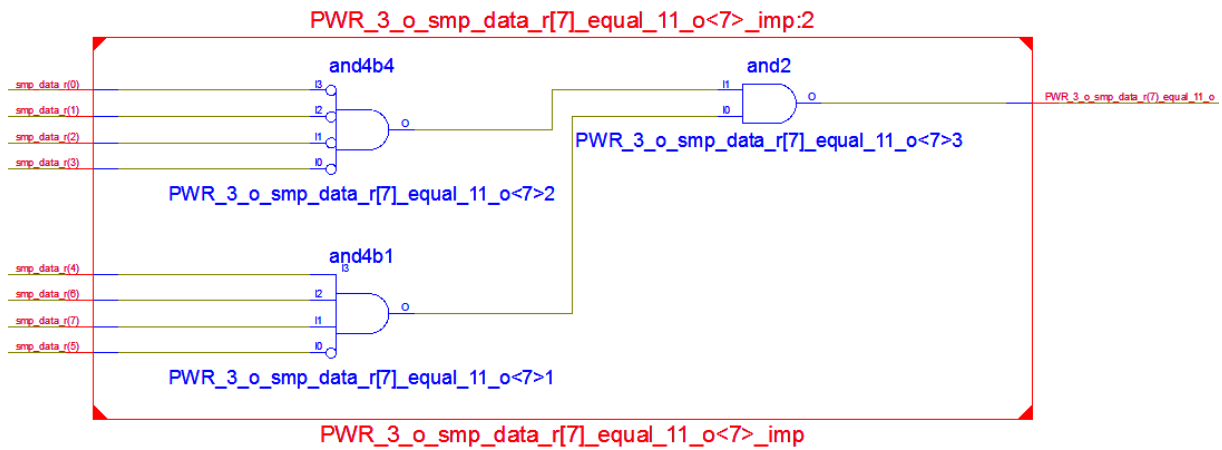 PWR_3_o_smp_data_r[7]_equal_11_o<7>_imp:2
and4b4
and2
smp_data_r(0)
I3
I1
O
PWR_3_o_smp_data_r(7)_equal_11_o
smp_data_r(1)
I2
I0
smp_data_r(2)
I1
O
smp_data_r(3)
I0
PWR_3_o_smp_data_r[7]_equal_11_o<7>3
PWR_3_o_smp_data_r[7]_equal_11_o<7>2
and4b1
smp_data_r(4)
I3
smp_data_r(6)
I2
O
smp_data_r(7)
I1
smp_data_r(5)
I0
PWR_3_o_smp_data_r[7]_equal_11_o<7>1
PWR_3_o_smp_data_r[7]_equal_11_o<7>_imp